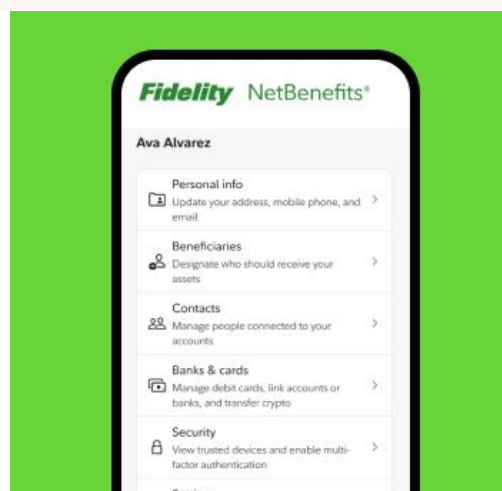 Fidelity NetBenefits®
Ava Alvarez
Personal info
Update your address, mobile phone, and
email
Beneficiaries
Designate who should receive your
assets
Contacts
Manage people connected to your
accounts
Banks & cards
Manage debit cards, link accounts or
banks, and transfer crypto
Security
View trusted devices and enable multi-
factor authentication